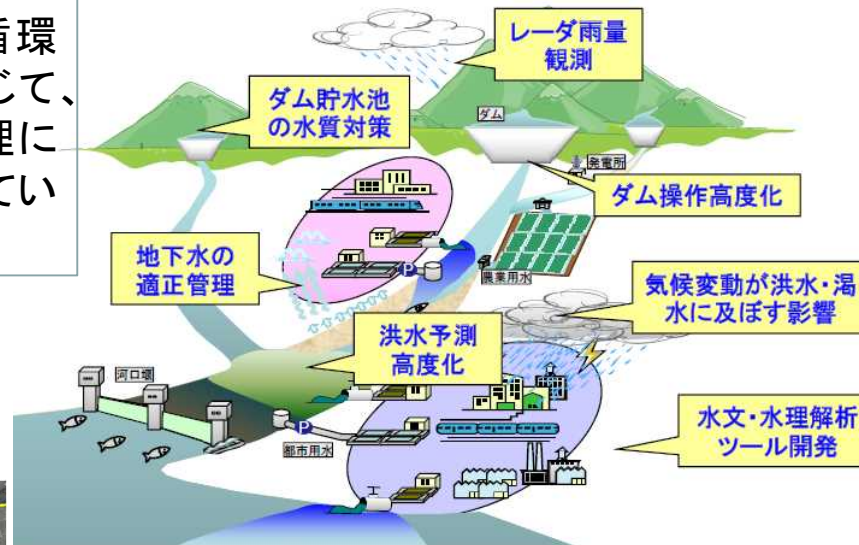 循環
じて、
理に
てい
レーダ雨量
観測
ダム貯水池
の水質対策
ダム
発電所
ダム操作高度化
地下水の
適正管理
P
農業用水
気候変動が洪水・渇
水に及ぼす影響
洪水予測
高度化
河口堰
P
都市用水
水文・水理解析
ツール開発